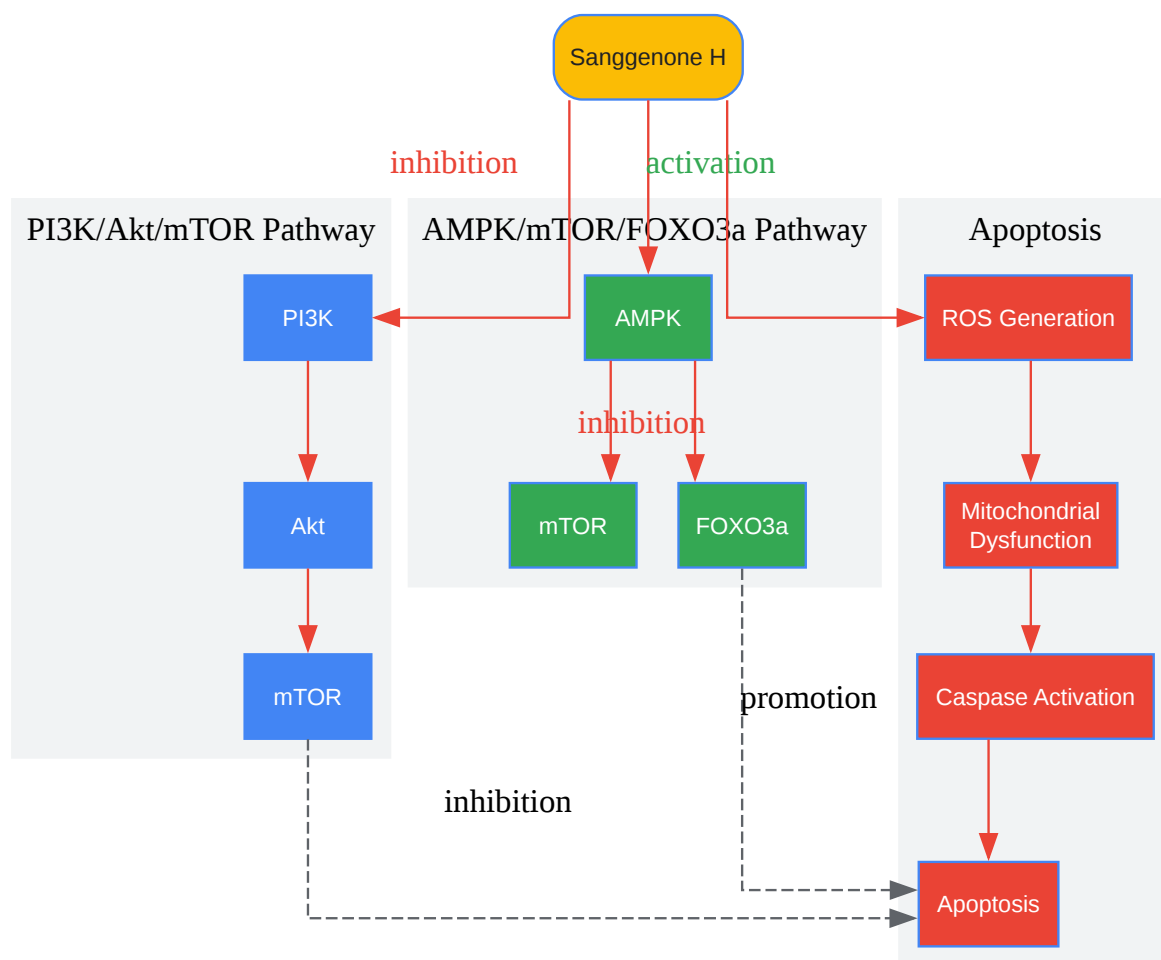 Sanggenone H
inhibition
activation
PI3K/Akt/mTOR Pathway
AMPK/mTOR/FOXO3a Pathway
Apoptosis
PI3K
AMPK
ROS Generation
inhibition
Akt
mTOR
FOXO3a
Mitochondrial
Dysfunction
mTOR
promotion
Caspase Activation
inhibition
Apoptosis